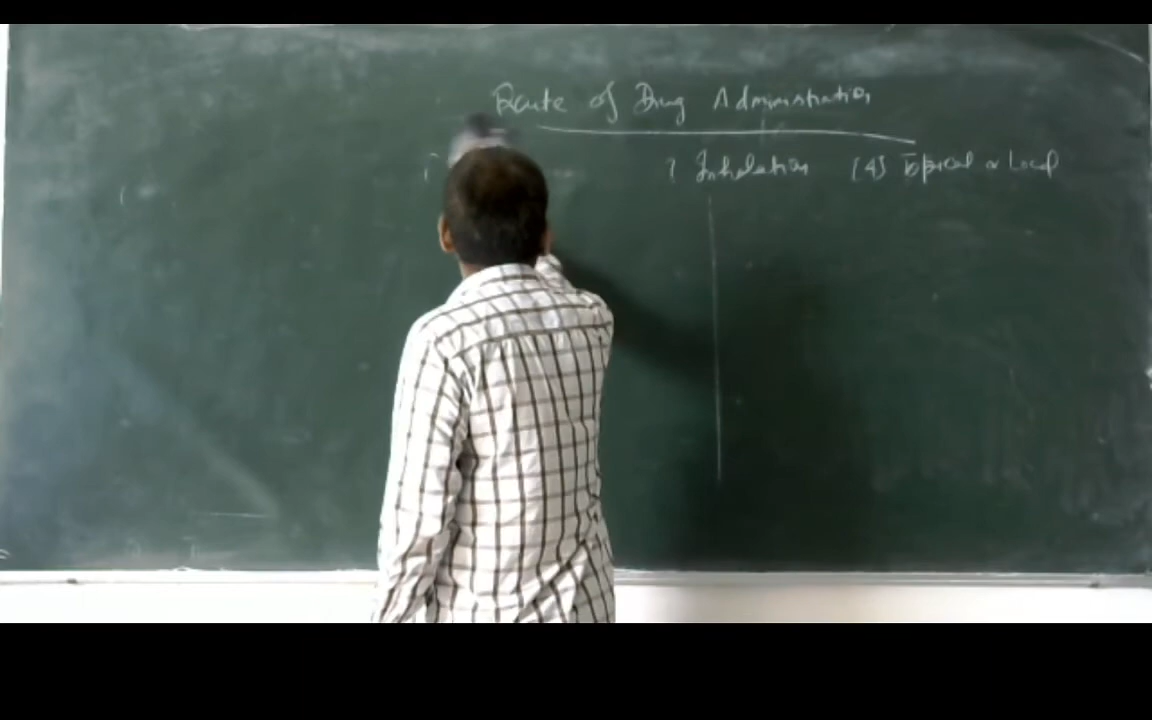 Route of Drug Administration
Inhalation [4] Topical or Local